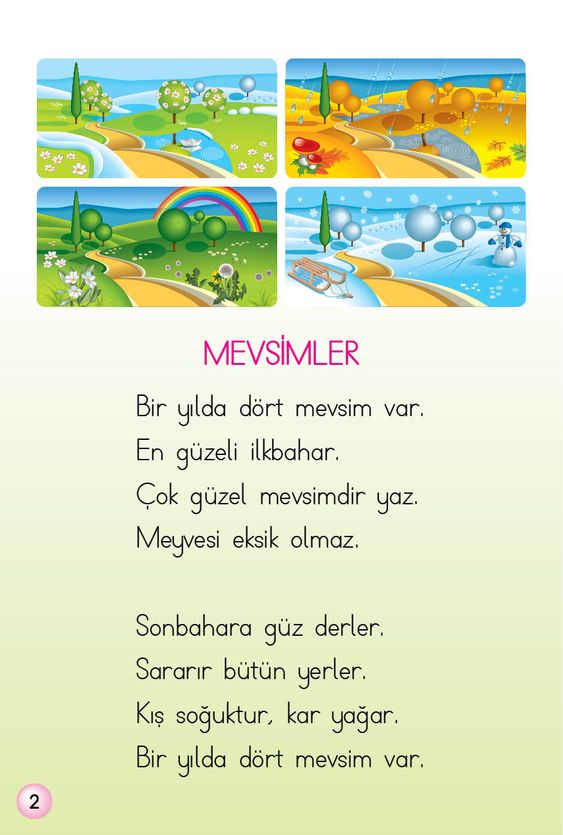 MEVSİMLER
Bir yılda dört mevsim var.
En güzeli ilkbahar.
Çok güzel mevsimdir yaz.
Meyvesi eksik olmaz.
Sonbahara güz derler.
Sararır bütün yerler.
Kış soğuktur, kar yağar.
Bir yılda dört mevsim var.
2